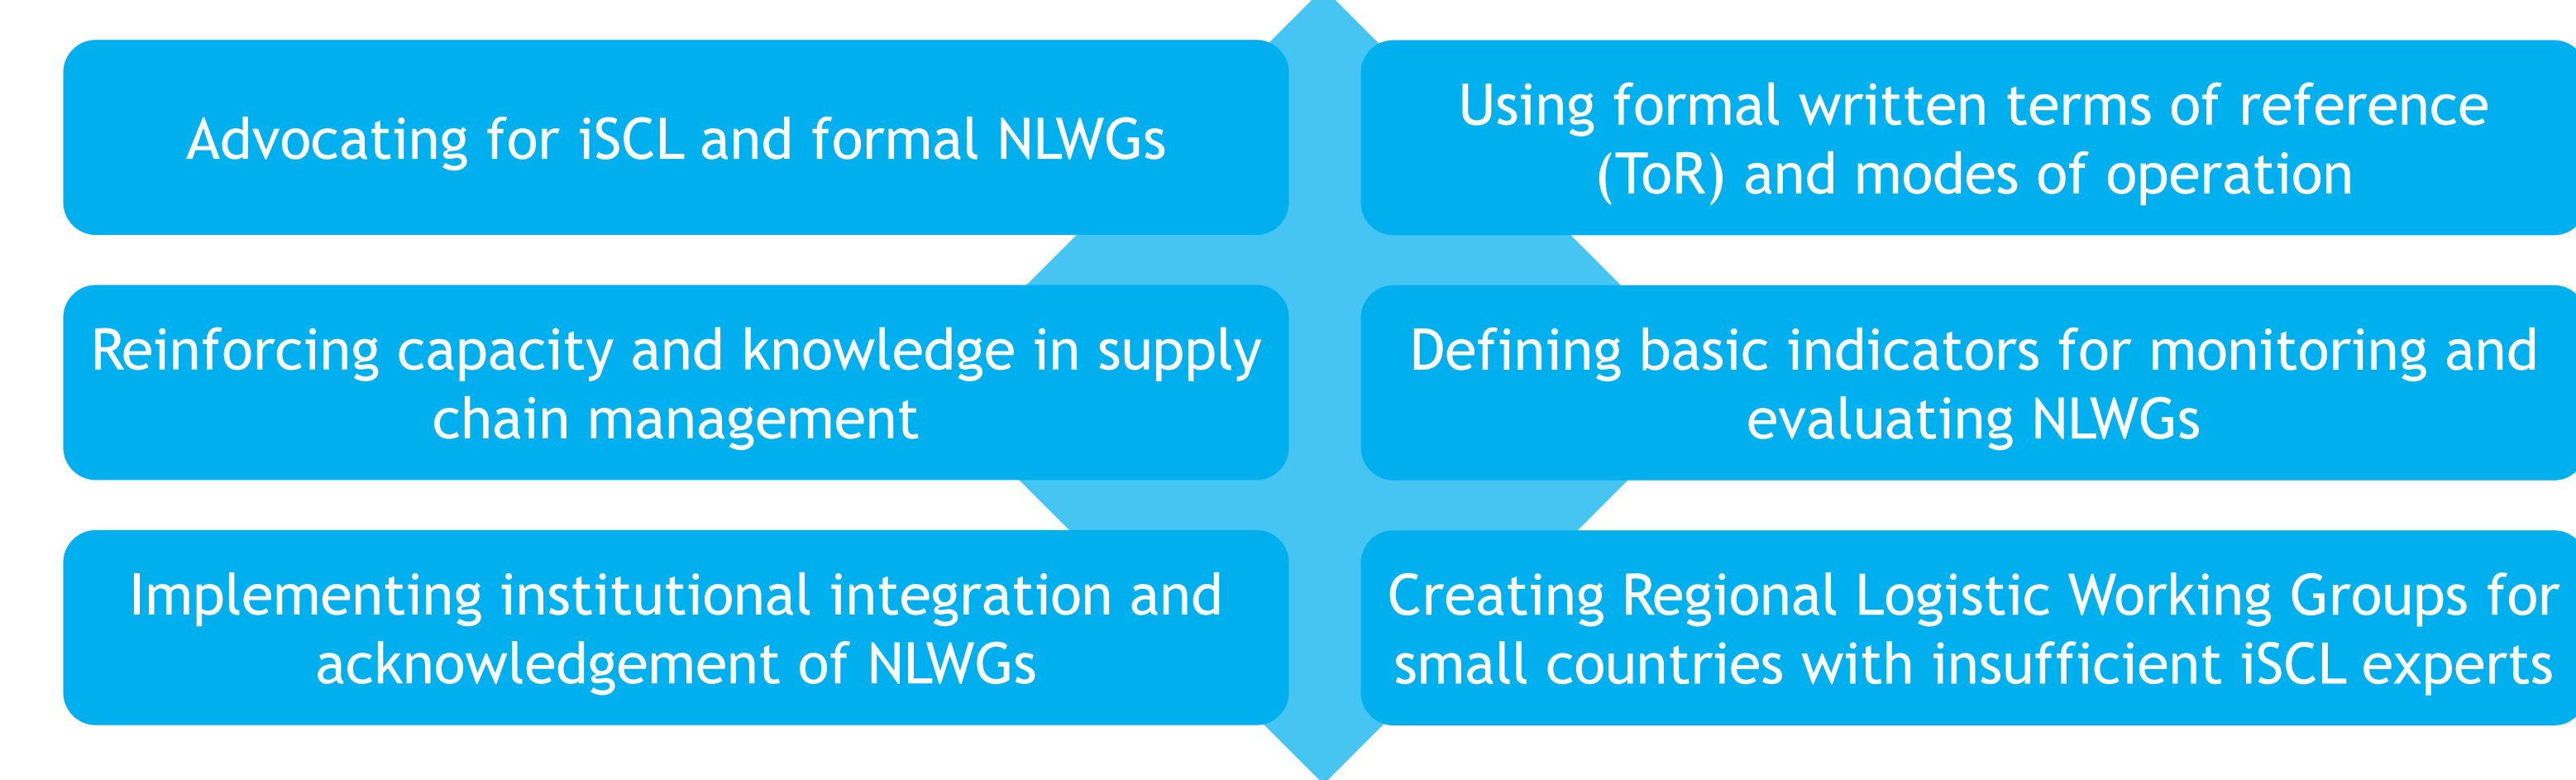 Advocating for iSCL and formal NLWGs
Using formal written terms of reference
(ToR) and modes of operation
Reinforcing capacity and knowledge in supply
chain management
Defining basic indicators for monitoring and
evaluating NLWGs
Implementing institutional integration and
acknowledgement of NLWGs
Creating Regional Logistic Working Groups for
small countries with insufficient iSCL experts